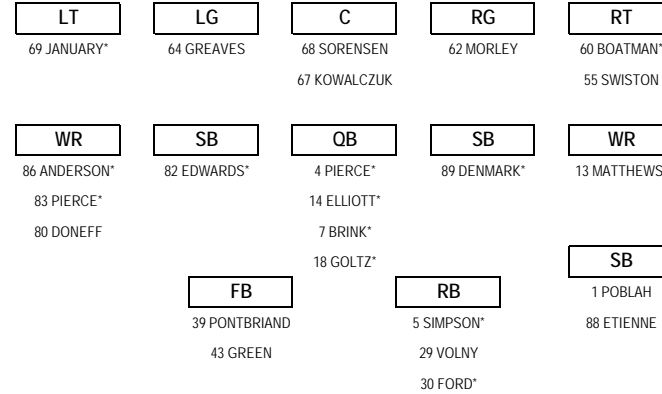 LT LG C RG RT
69 JANUARY* 64 GREAVES 68 SORENSEN 62 MORLEY 60 BOATMAN*
67 KOWALCZUK 55 SWISTON
WR SB QB SB WR
86 ANDERSON* 82 EDWARDS* 4 PIERCE* 89 DENMARK* 13 MATTHEWS
83 PIERCE* 14 ELLIOTT*
80 DONEFF 7 BRINK*
18 GOLTZ* SB
FB RB 1 POBLAH
39 PONTBRIAND 5 SIMPSON* 88 ETIENNE
43 GREEN 29 VOLNY
30 FORD*